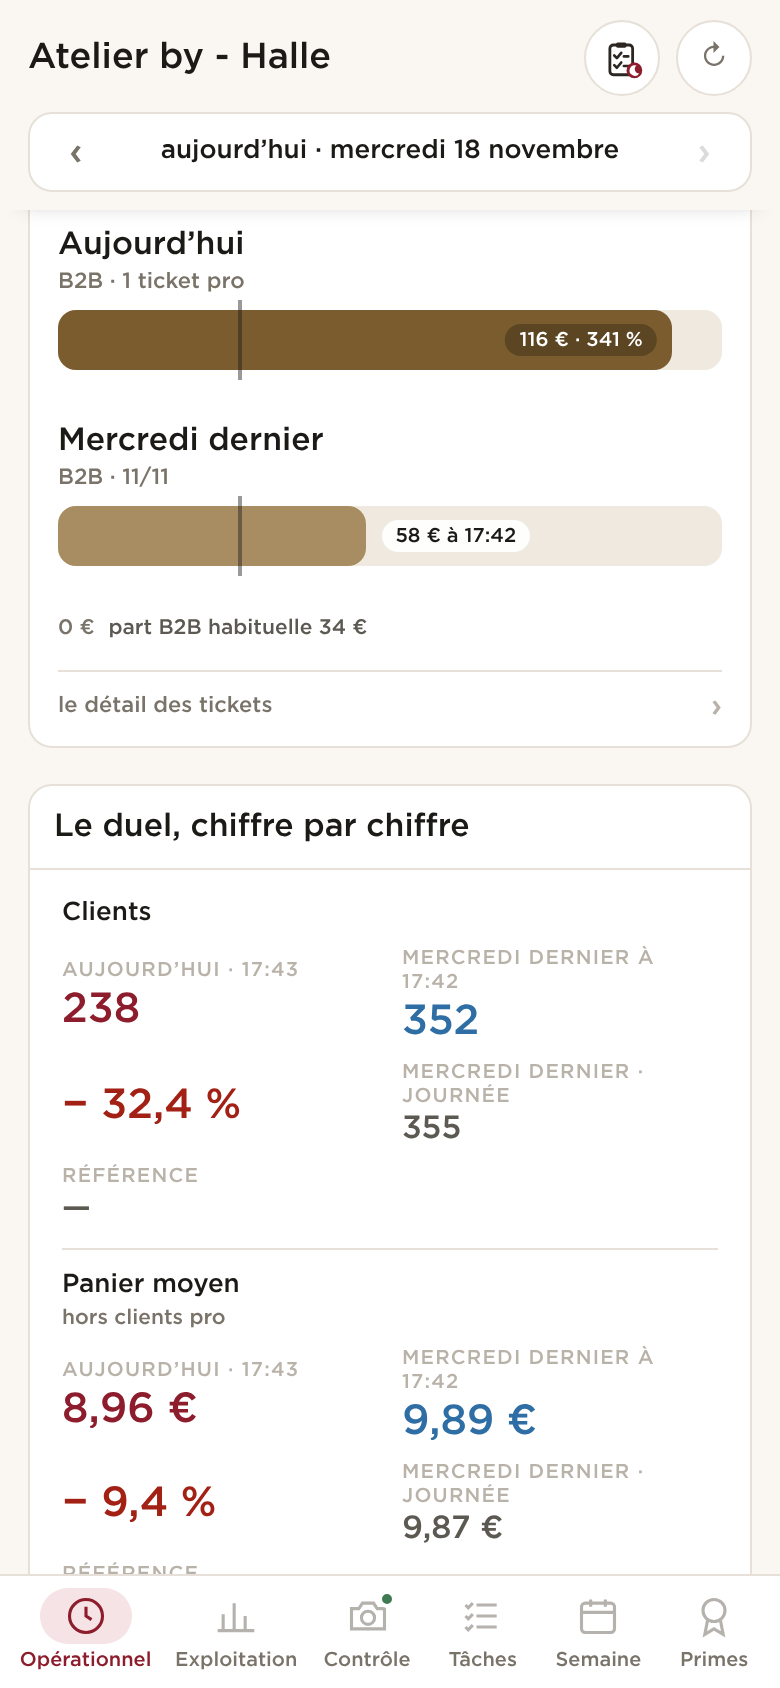 Atelier by - Halle
‹ aujourd’hui · mercredi 18 novembre ›
Aujourd’hui
B2B · 1 ticket pro
116 € · 341 %
Mercredi dernier
B2B · 11/11
58 € à 17:42
0 € part B2B habituelle 34 €
le détail des tickets ›
Le duel, chiffre par chiffre
Clients
AUJOURD’HUI · 17:43
238
MERCREDI DERNIER À
17:42
352
− 32,4 %
MERCREDI DERNIER ·
JOURNÉE
355
RÉFÉRENCE
—
Panier moyen
hors clients pro
AUJOURD’HUI · 17:43
8,96 €
MERCREDI DERNIER À
17:42
9,89 €
− 9,4 %
MERCREDI DERNIER ·
JOURNÉE
9,87 €
RÉFÉRENCE
Opérationnel
Exploitation
Contrôle
Tâches
Semaine
Primes